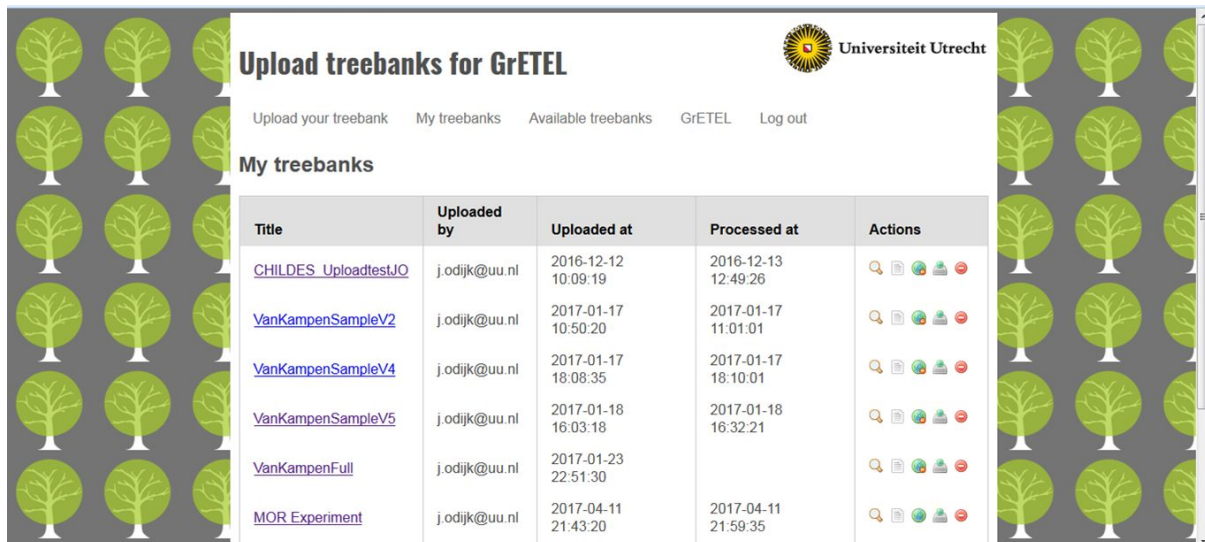 Upload treebanks for GrETEL
Universiteit Utrecht
Upload your treebank My treebanks Available treebanks GrETEL Log out
My treebanks
Title Uploaded by Uploaded at Processed at Actions
CHILDES_UploadtestJO j.odijk@uu.nl 2016-12-12 10:09:19 2016-12-13 12:49:26
VanKampenSampleV2 j.odijk@uu.nl 2017-01-17 10:50:20 2017-01-17 11:01:01
VanKampenSampleV4 j.odijk@uu.nl 2017-01-17 18:08:35 2017-01-17 18:10:01
VanKampenSampleV5 j.odijk@uu.nl 2017-01-18 16:03:18 2017-01-18 16:32:21
VanKampenFull j.odijk@uu.nl 2017-01-23 22:51:30
MOR Experiment j.odijk@uu.nl 2017-04-11 21:43:20 2017-04-11 21:59:35